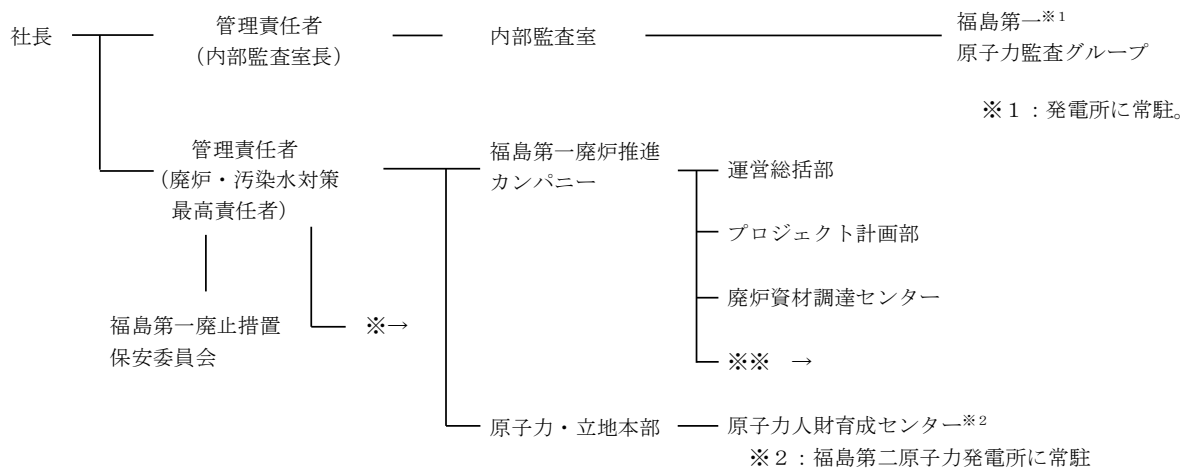 社長
管理責任者
（内部監査室長）
内部監査室
福島第一※1
原子力監査グループ
※１：発電所に常駐。
管理責任者
（廃炉・汚染水対策
最高責任者）
福島第一廃炉推進
カンパニー
運営総括部
プロジェクト計画部
廃炉資材調達センター
※※　→
福島第一廃止措置
保安委員会
※→
原子力・立地本部
原子力人財育成センター※2
※２：福島第二原子力発電所に常駐